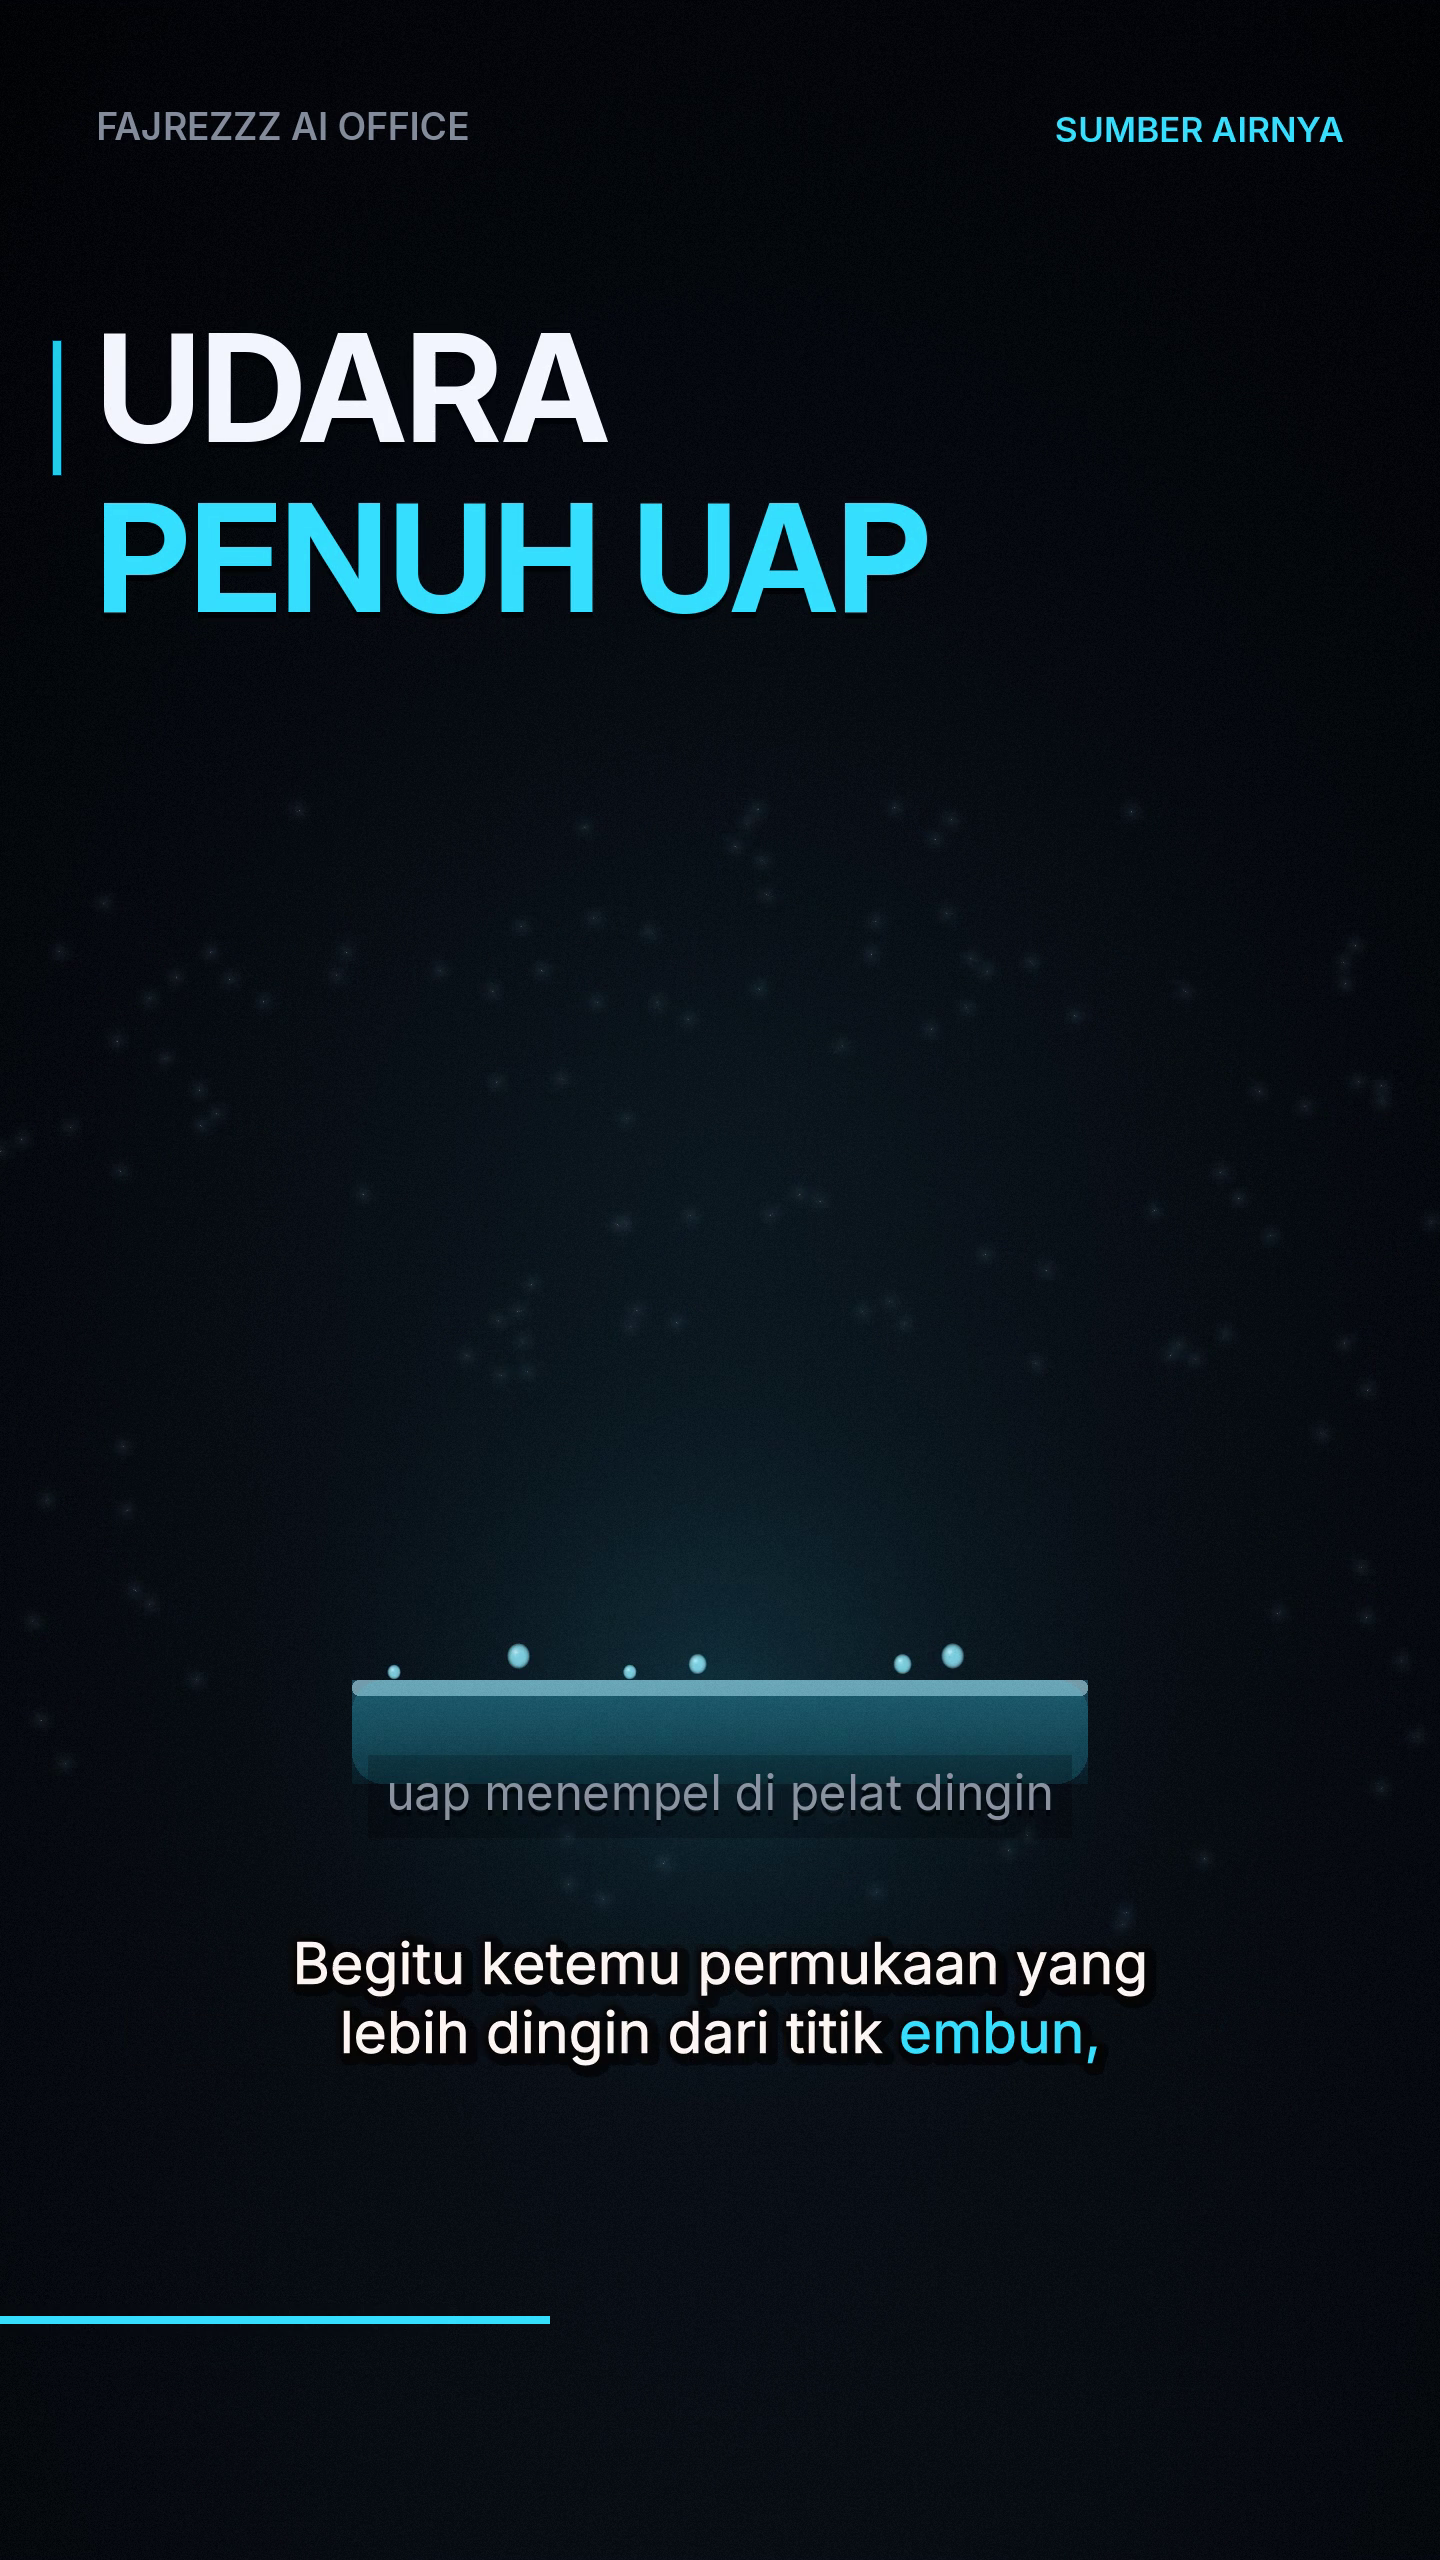 FAJREZZZ AI OFFICE
SUMBER AIRNYA
UDARA
PENUH UAP
uap menempel di pelat dingin
Begitu ketemu permukaan yang
lebih dingin dari titik embun,